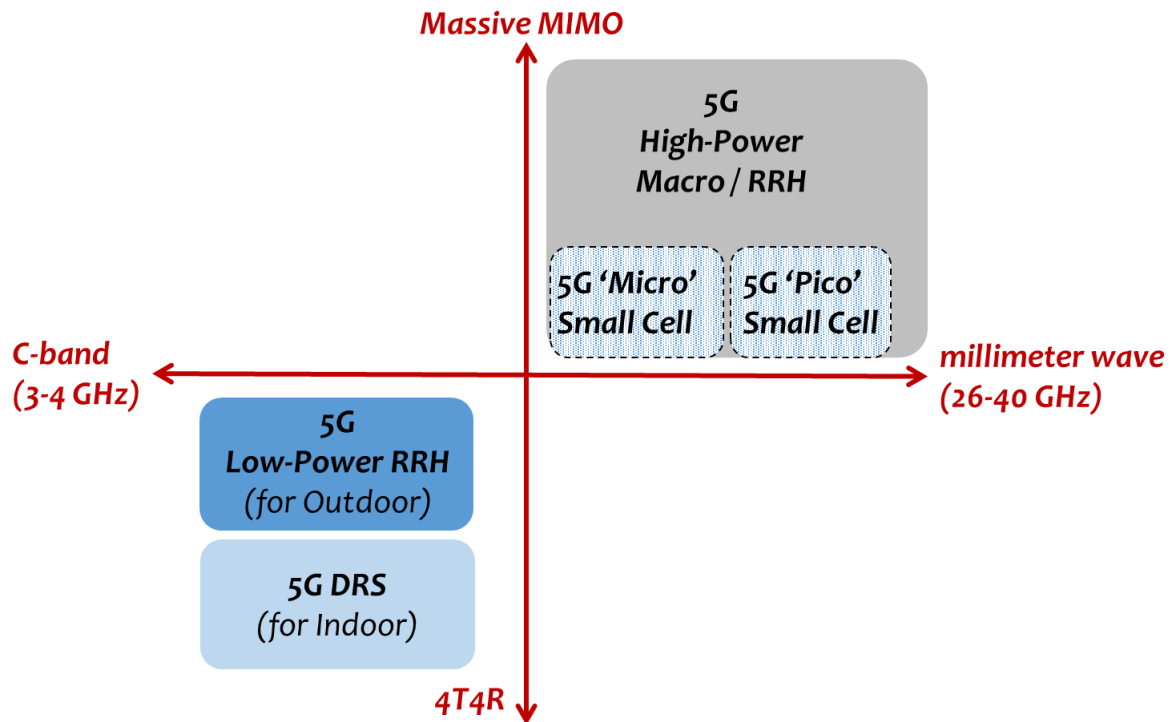 Massive MIMO
5G
High-Power
Macro / RRH
5G ‘Micro’
Small Cell
5G ‘Pico’
Small Cell
C-band
(3-4 GHz)
millimeter wave
(26-40 GHz)
5G
Low-Power RRH
(for Outdoor)
5G DRS
(for Indoor)
4T4R